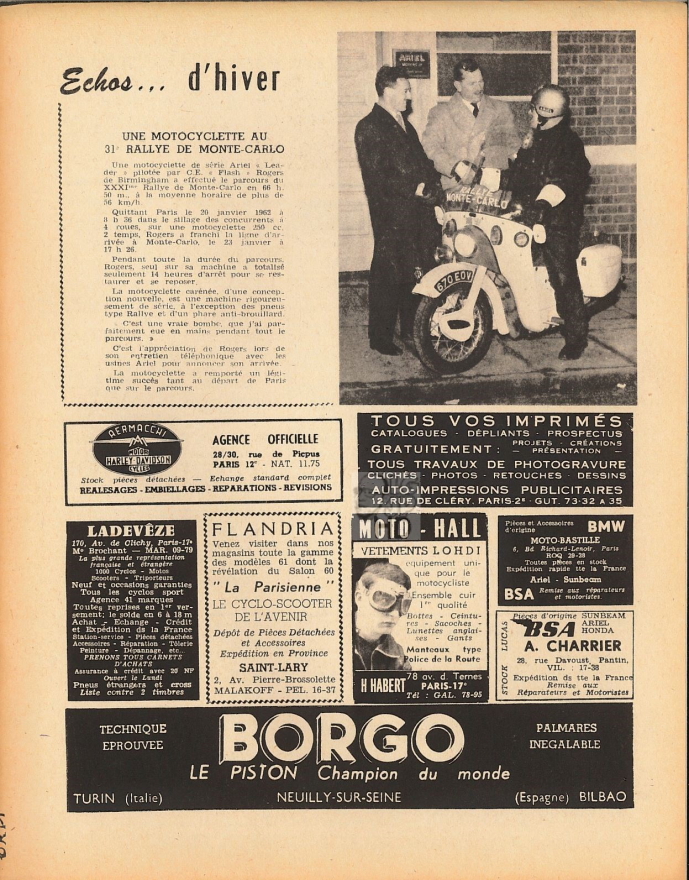 Echos... d'hiver
UNE MOTOCYCLETTE AU
31e RALLYE DE MONTE-CARLO
Une motocyclette de série Ariel « Lea-
der » pilotée par C.E. « Flash » Rogers
de Birmingham a effectué le parcours du
XXXIme Rallye de Monte-Carlo en 66 h.
50 m., à la moyenne horaire de plus de
56 km/h.
Quittant Paris le 20 janvier 1962 à
8 h 36 dans le sillage des concurrents à
4 roues, sur une motocyclette 250 cc.
2 temps, Rogers a franchi la ligne d'ar-
rivée à Monte-Carlo, le 23 janvier à
17 h 26.
Pendant toute la durée du parcours,
Rogers, seul sur sa machine a totalisé
seulement 14 heures d'arrêt pour se res-
taurer et se reposer.
La motocyclette carénée, d'une concep-
tion nouvelle, est une machine rigoureu-
sement de série, à l'exception des pneus
type Rallye et d'un phare anti-brouillard.
« C'est une vraie bombe, que j'ai par-
faitement eue en mains pendant tout le
parcours. »
C'est l'appréciation de Rogers lors de
son entretien téléphonique avec les
usines Ariel pour annoncer son arrivée.
La motocyclette a remporté un légi-
time succès tant au départ de Paris
que sur le parcours.
ARIEL
RALLYE
MONTE-CARLO
670 EOV
AERMACCHI
MOTO
HARLEY-DAVIDSON
CYCLES
AGENCE OFFICIELLE
28/30, rue de Picpus
PARIS 12e - NAT. 11.75
Stock pièces détachées — Echange standard complet
REALESAGES - EMBIELLAGES - REPARATIONS - REVISIONS
TOUS VOS IMPRIMÉS
CATALOGUES - DÉPLIANTS - PROSPECTUS
GRATUITEMENT : PROJETS - CRÉATIONS
- PRÉSENTATION -
TOUS TRAVAUX DE PHOTOGRAVURE
CLICHÉS - PHOTOS - RETOUCHES - DESSINS
AUTO-IMPRESSIONS PUBLICITAIRES
12, RUE DE CLÉRY, PARIS-2e - GUT. 73-32 A 35
LADEVÊZE
170, Av. de Clichy, Paris-17e
Mo Brochant — MAR. 09-79
La plus grande représentation
française et étrangère
1000 Cyclos - Motos
Scooters - Triporteurs
Neuf et occasions garanties
Tous les cyclos sport
Agence 41 marques
Toutes reprises en 1er ver-
sement; le solde en 6 à 18 m
Achat - Echange - Crédit
et Expédition de la France
Station-service - Pièces détachées
Accessoires - Réparation - Tôlerie
Peinture - Dépannage, etc..
PRENONS TOUS CARNETS
D'ACHATS
Assurance à crédit avec 20 NF
Ouvert le Lundi
Pneus étrangers et cross
Liste contre 2 timbres
FLANDRIA
Venez visiter dans nos
magasins toute la gamme
des modèles 61 dont la
révélation du Salon 60
" La Parisienne "
LE CYCLO-SCOOTER
DE L'AVENIR
Dépôt de Pièces Détachées
et Accessoires
Expédition en Province
SAINT-LARY
2, Av. Pierre-Brossolette
MALAKOFF - PEL. 16-37
MOTO - HALL
VETEMENTS LOHDI
équipement uni-
que pour le
motocycliste
Ensemble cuir
1re qualité
Bottes - Ceintu-
res - Sacoches -
Lunettes anglai-
ses - Gants
Manteaux type
Police de la Route
H HABERT 78 av. d. Ternes
PARIS-17e
Tél : GAL. 78-95
Pièces et Accessoires
d'origine BMW
MOTO-BASTILLE
6, Bd Richard-Lenoir, Paris
ROQ 28-38
Toutes pièces en stock
Expédition rapide tte la France
Ariel - Sunbeam
BSA Remise aux réparateurs
et motoristes
STOCK LUCAS
Pièces d'origine SUNBEAM
BSA ARIEL
HONDA
A. CHARRIER
28, rue Davoust, Pantin,
VIL. : 17-38
Expédition ds tte la France
Remise aux
Réparateurs et Motoristes
TECHNIQUE
EPROUVEE
BORGO
PALMARES
INEGALABLE
LE PISTON Champion du monde
TURIN (Italie) NEUILLY-SUR-SEINE (Espagne) BILBAO